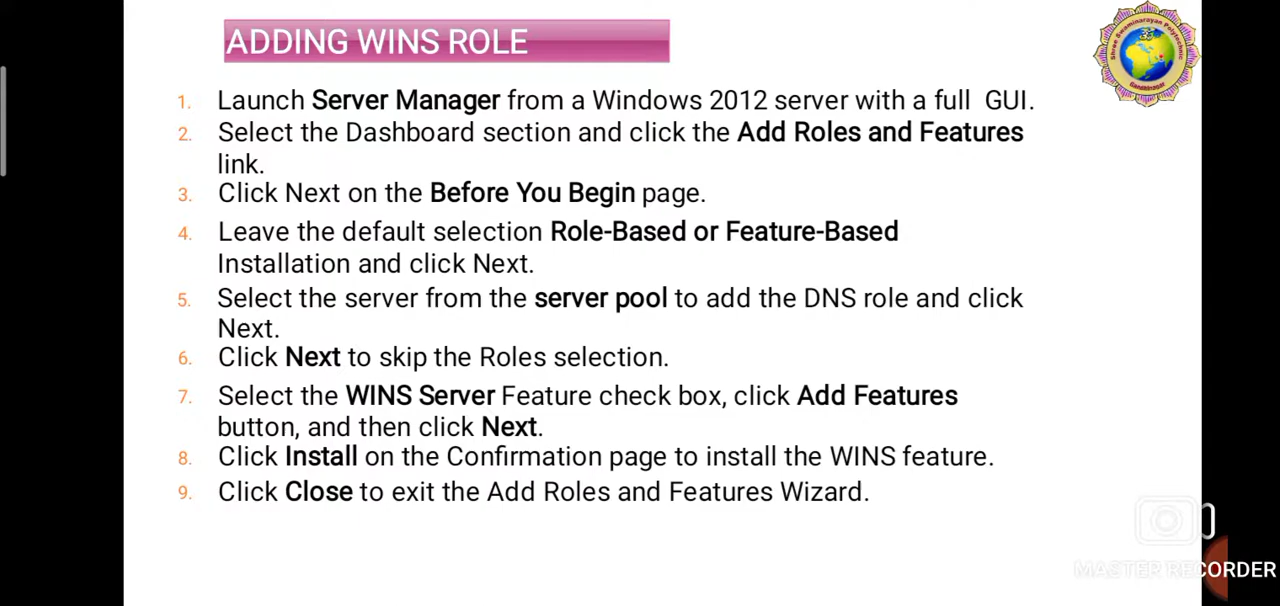 ADDING WINS ROLE
Shree Swaminarayan Polytechnic
Gandhinagar
1. Launch Server Manager from a Windows 2012 server with a full GUI.
2. Select the Dashboard section and click the Add Roles and Features
link.
3. Click Next on the Before You Begin page.
4. Leave the default selection Role-Based or Feature-Based
Installation and click Next.
5. Select the server from the server pool to add the DNS role and click
Next.
6. Click Next to skip the Roles selection.
7. Select the WINS Server Feature check box, click Add Features
button, and then click Next.
8. Click Install on the Confirmation page to install the WINS feature.
9. Click Close to exit the Add Roles and Features Wizard.
MASTER RECORDER